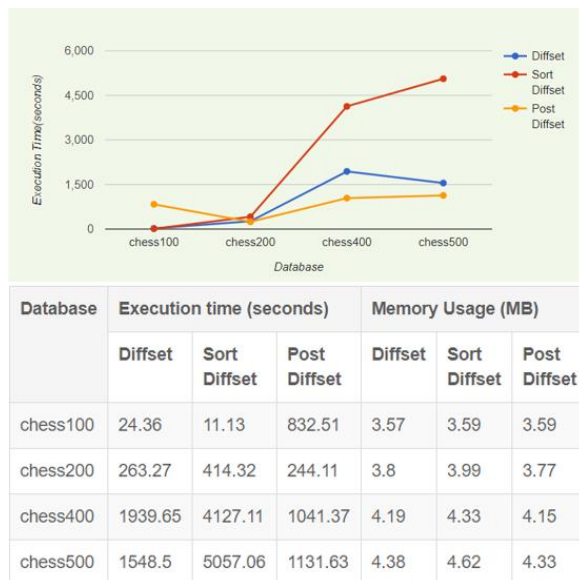 6,000
4,500
3,000
1,500
0
Execution Time(seconds)
chess100
chess200
chess400
chess500
Database
Diffset
Sort
Diffset
Post
Diffset
Database Execution time (seconds) Memory Usage (MB)
Diffset Sort Diffset Post Diffset Diffset Sort Diffset Post Diffset
chess100 24.36 11.13 832.51 3.57 3.59 3.59
chess200 263.27 414.32 244.11 3.8 3.99 3.77
chess400 1939.65 4127.11 1041.37 4.19 4.33 4.15
chess500 1548.5 5057.06 1131.63 4.38 4.62 4.33